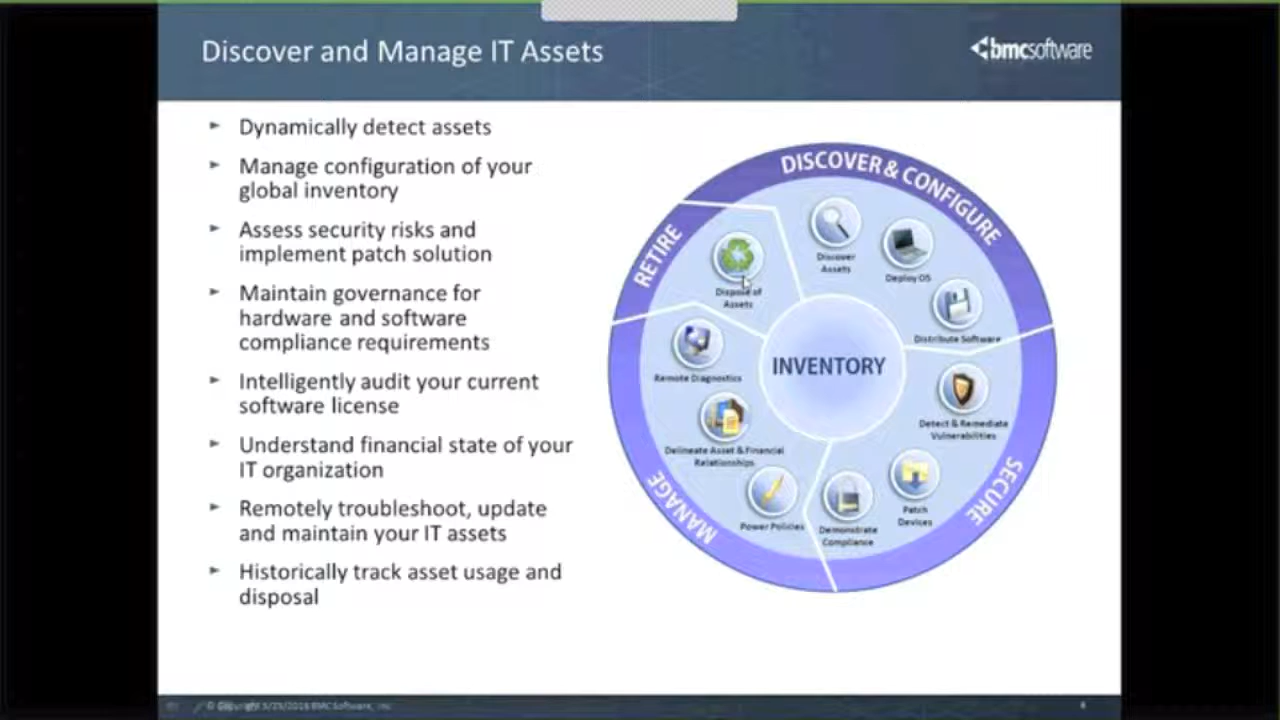 Discover and Manage IT Assets
bmcsoftware
Dynamically detect assets
Manage configuration of your
global inventory
Assess security risks and
implement patch solution
Maintain governance for
hardware and software
compliance requirements
Intelligently audit your current
software license
Understand financial state of your
IT organization
Remotely troubleshoot, update
and maintain your IT assets
Historically track asset usage and
disposal
DISCOVER & CONFIGURE
Discover
Assets
Deploy OS
Distribute Software
SECURE
Detect & Remediate
Vulnerabilities
Patch
Devices
Demonstrate
Compliance
MANAGE
Power Policies
Delineate Asset & Financial
Relationships
Remote Diagnostics
RETIRE
Dispose of
Assets
INVENTORY
© Copyright BMC Software, Inc